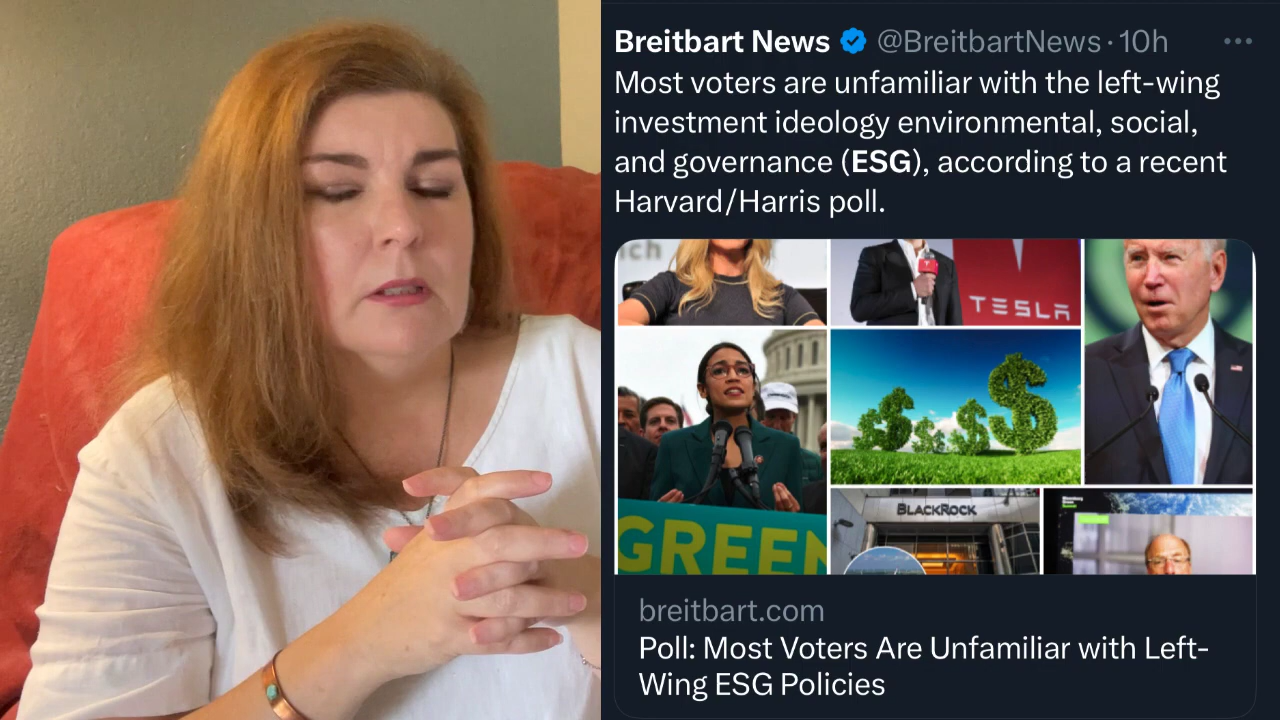 Breitbart News @BreitbartNews · 10h
Most voters are unfamiliar with the left-wing
investment ideology environmental, social,
and governance (ESG), according to a recent
Harvard/Harris poll.
TESLA
BLACKROCK
GREEN
breitbart.com
Poll: Most Voters Are Unfamiliar with Left-
Wing ESG Policies